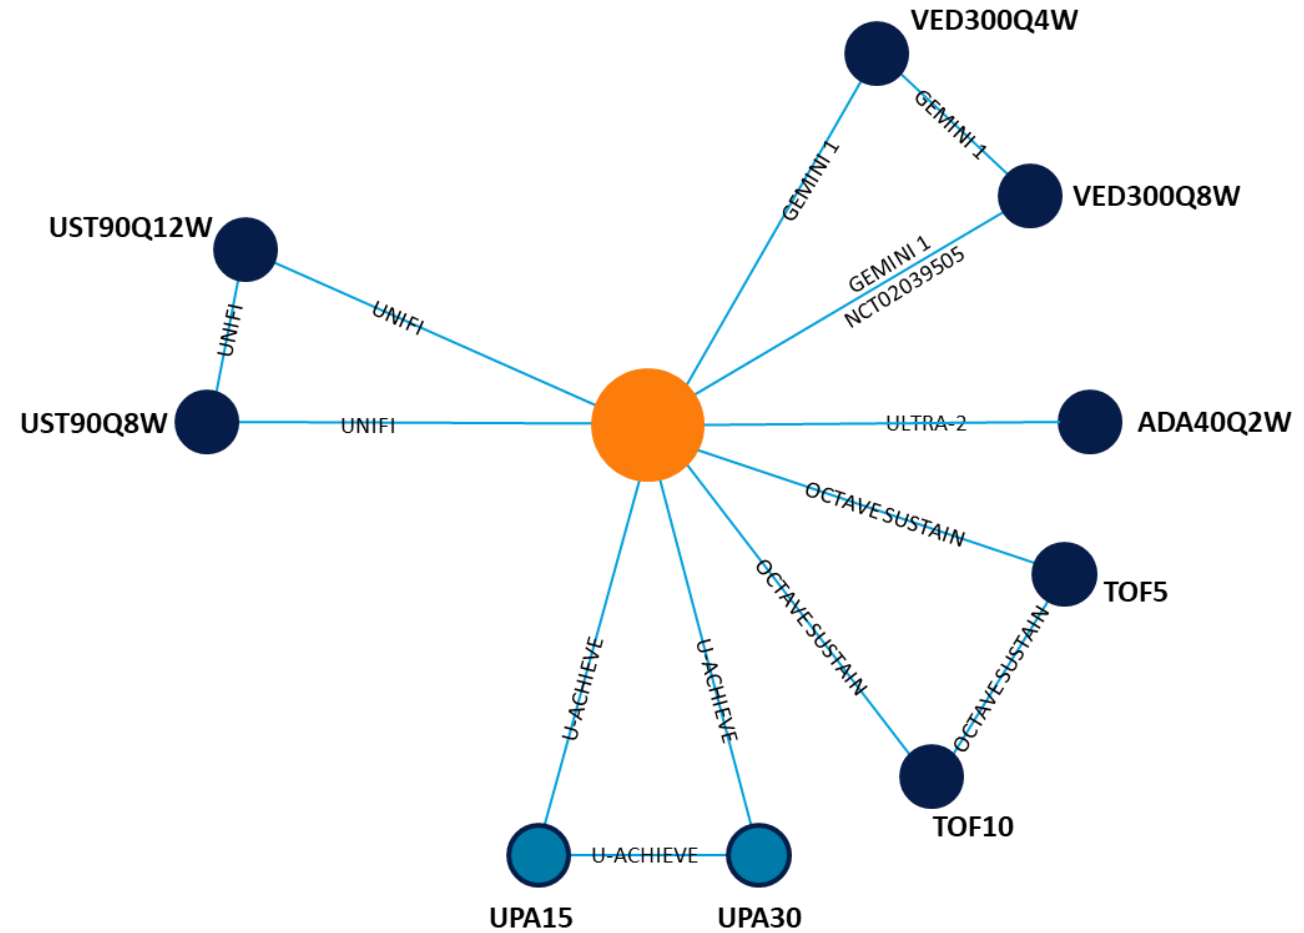 VED300Q4W
GEMINI 1
GEMINI 1
VED300Q8W
GEMINI 1
NCT02039505
UST90Q12W
UNIFI
UNIFI
UST90Q8W
UNIFI
ULTRA-2
ADA40Q2W
OCTAVE SUSTAIN
TOF5
OCTAVE SUSTAIN
OCTAVE SUSTAIN
TOF10
U-ACHIEVE
U-ACHIEVE
U-ACHIEVE
UPA15
UPA30